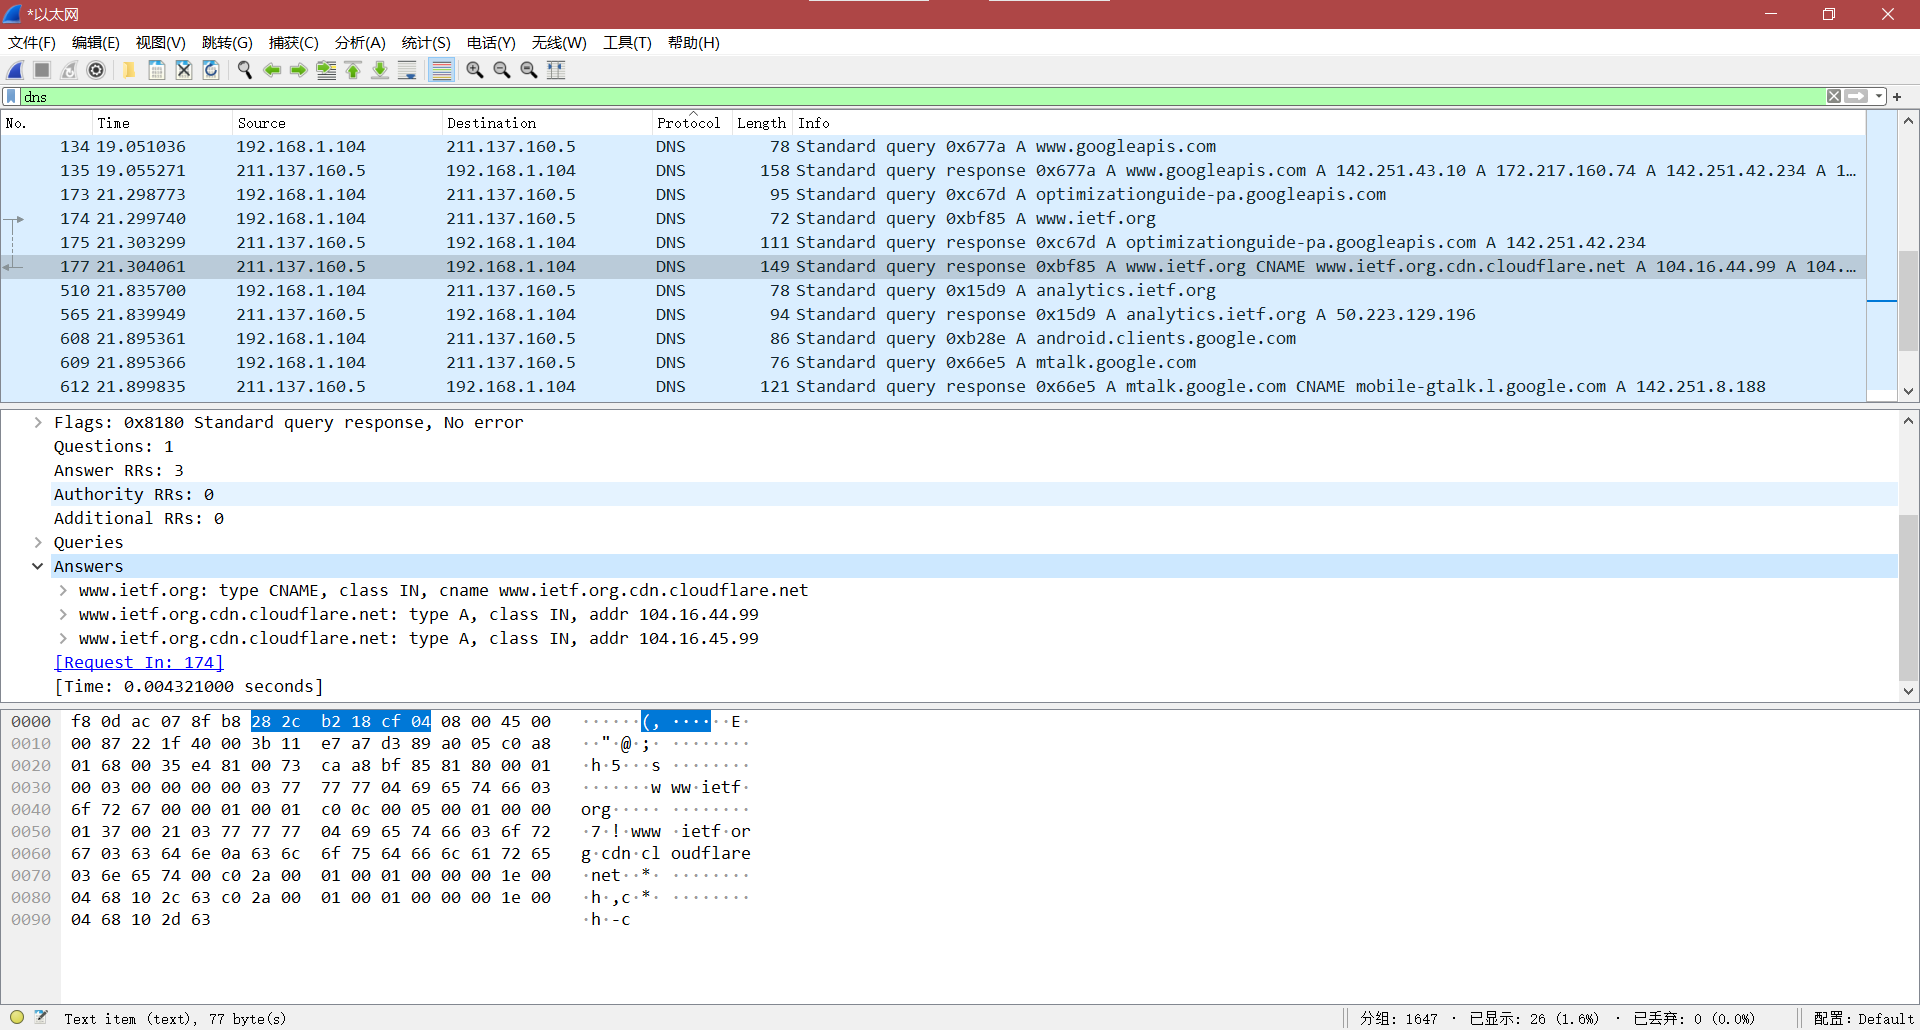 *以太网
文件(F) 编辑(E) 视图(V) 跳转(G) 捕获(C) 分析(A) 统计(S) 电话(Y) 无线(W) 工具(T) 帮助(H)
dns
No. Time Source Destination Protocol Length Info
134 19.051036 192.168.1.104 211.137.160.5 DNS 78 Standard query 0x677a A www.googleapis.com
135 19.055271 211.137.160.5 192.168.1.104 DNS 158 Standard query response 0x677a A www.googleapis.com A 142.251.43.10 A 172.217.160.74 A 142.251.42.234 A 1…
173 21.298773 192.168.1.104 211.137.160.5 DNS 95 Standard query 0xc67d A optimizationguide-pa.googleapis.com
174 21.299740 192.168.1.104 211.137.160.5 DNS 72 Standard query 0xbf85 A www.ietf.org
175 21.303299 211.137.160.5 192.168.1.104 DNS 111 Standard query response 0xc67d A optimizationguide-pa.googleapis.com A 142.251.42.234
177 21.304061 211.137.160.5 192.168.1.104 DNS 149 Standard query response 0xbf85 A www.ietf.org CNAME www.ietf.org.cdn.cloudflare.net A 104.16.44.99 A 104.…
510 21.835700 192.168.1.104 211.137.160.5 DNS 78 Standard query 0x15d9 A analytics.ietf.org
565 21.839949 211.137.160.5 192.168.1.104 DNS 94 Standard query response 0x15d9 A analytics.ietf.org A 50.223.129.196
608 21.895361 192.168.1.104 211.137.160.5 DNS 86 Standard query 0xb28e A android.clients.google.com
609 21.895366 192.168.1.104 211.137.160.5 DNS 76 Standard query 0x66e5 A mtalk.google.com
612 21.899835 211.137.160.5 192.168.1.104 DNS 121 Standard query response 0x66e5 A mtalk.google.com CNAME mobile-gtalk.l.google.com A 142.251.8.188
Flags: 0x8180 Standard query response, No error
Questions: 1
Answer RRs: 3
Authority RRs: 0
Additional RRs: 0
Queries
Answers
www.ietf.org: type CNAME, class IN, cname www.ietf.org.cdn.cloudflare.net
www.ietf.org.cdn.cloudflare.net: type A, class IN, addr 104.16.44.99
www.ietf.org.cdn.cloudflare.net: type A, class IN, addr 104.16.45.99
[Request In: 174]
[Time: 0.004321000 seconds]
0000 f8 0d ac 07 8f b8 28 2c b2 18 cf 04 08 00 45 00 ······(, ······E·
0010 00 87 22 1f 40 00 3b 11 e7 a7 d3 89 a0 05 c0 a8 ··"·@·;· ········
0020 01 68 00 35 e4 81 00 73 ca a8 bf 85 81 80 00 01 ·h·5···s ········
0030 00 03 00 00 00 00 03 77 77 77 04 69 65 74 66 03 ·······w ww·ietf·
0040 6f 72 67 00 00 01 00 01 c0 0c 00 05 00 01 00 00 org····· ········
0050 01 37 00 21 03 77 77 77 04 69 65 74 66 03 6f 72 ·7·!·www ·ietf·or
0060 67 03 63 64 6e 0a 63 6c 6f 75 64 66 6c 61 72 65 g·cdn·cl oudflare
0070 03 6e 65 74 00 c0 2a 00 01 00 01 00 00 00 1e 00 ·net··*· ········
0080 04 68 10 2c 63 c0 2a 00 01 00 01 00 00 00 1e 00 ·h·,c·*· ········
0090 04 68 10 2d 63 ·h·-c
Text item (text), 77 byte(s) 分组: 1647 · 已显示: 26 (1.6%) · 已丢弃: 0 (0.0%) 配置: Default